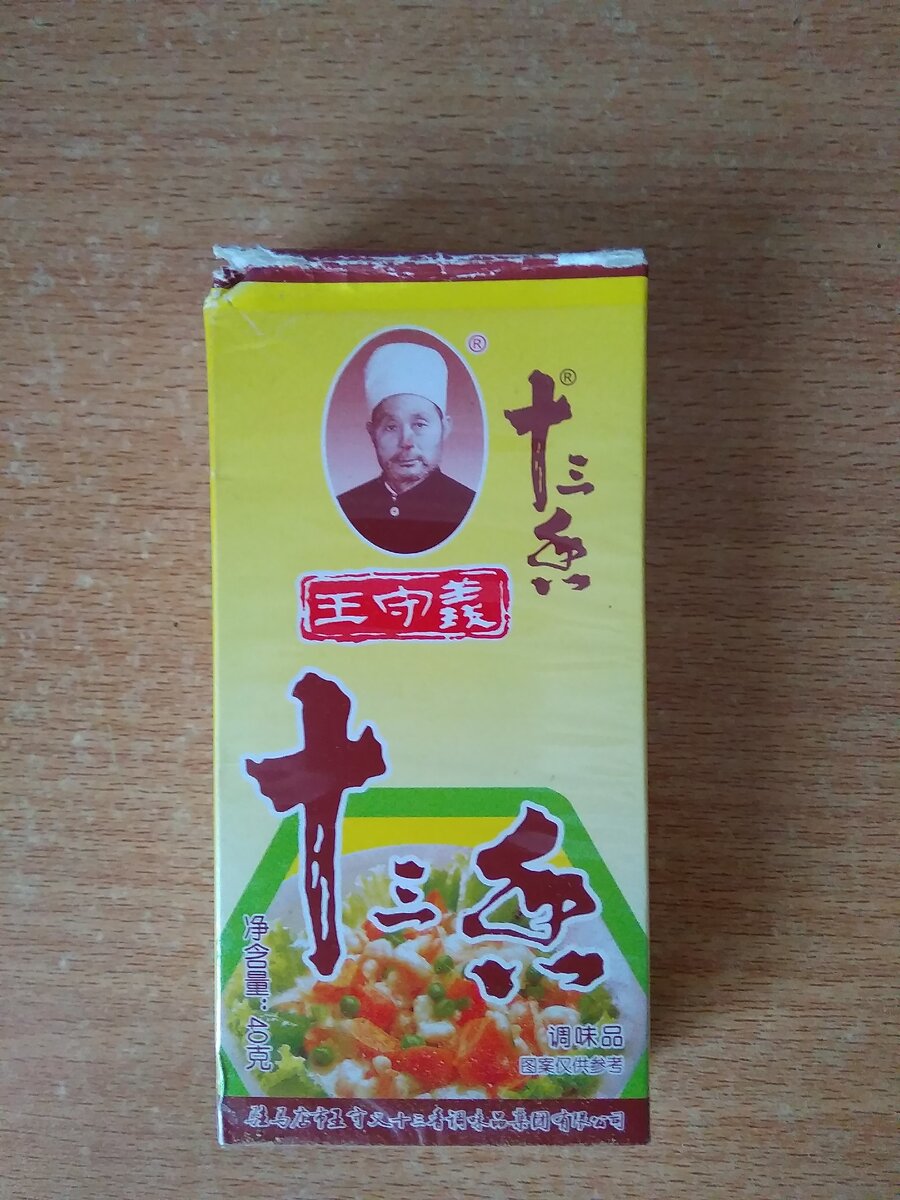 ®
十三香®
王守義
十三香
净含量:40克
调味品
图案仅供参考
驻马店市王守义十三香调味品集团有限公司